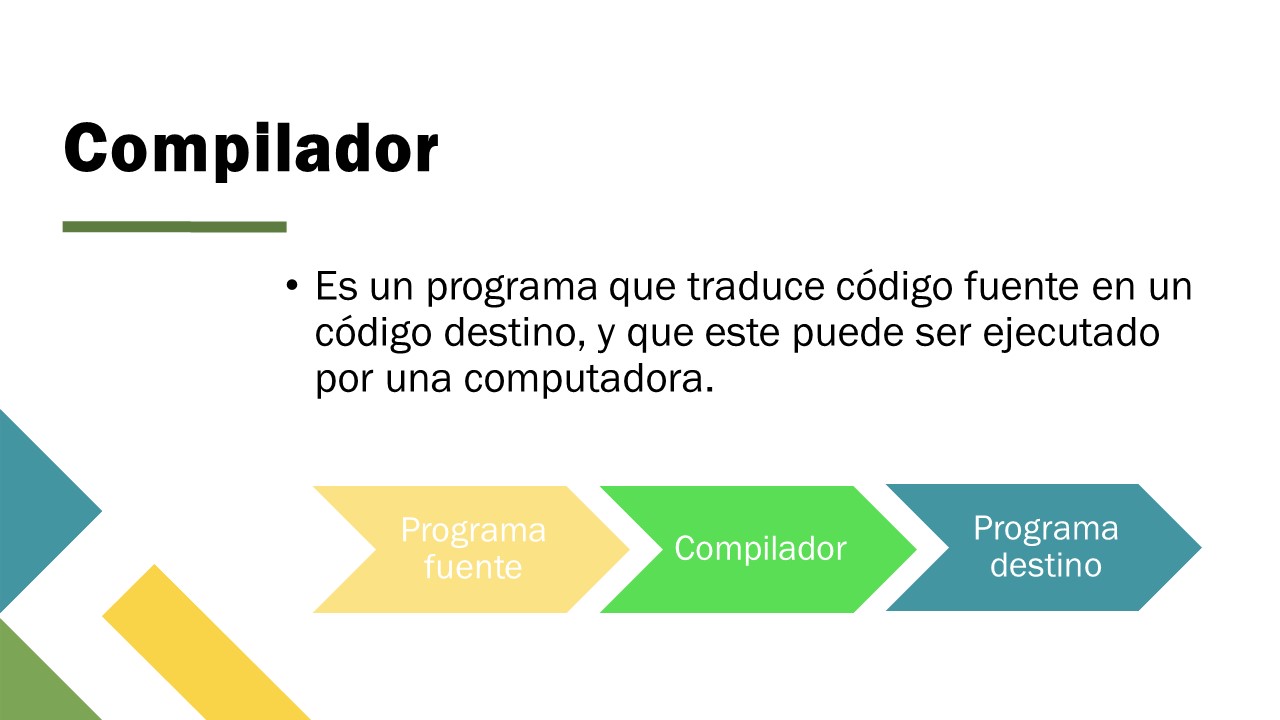 Compilador
• Es un programa que traduce código fuente en un
código destino, y que este puede ser ejecutado
por una computadora.
Programa
fuente
Compilador
Programa
destino